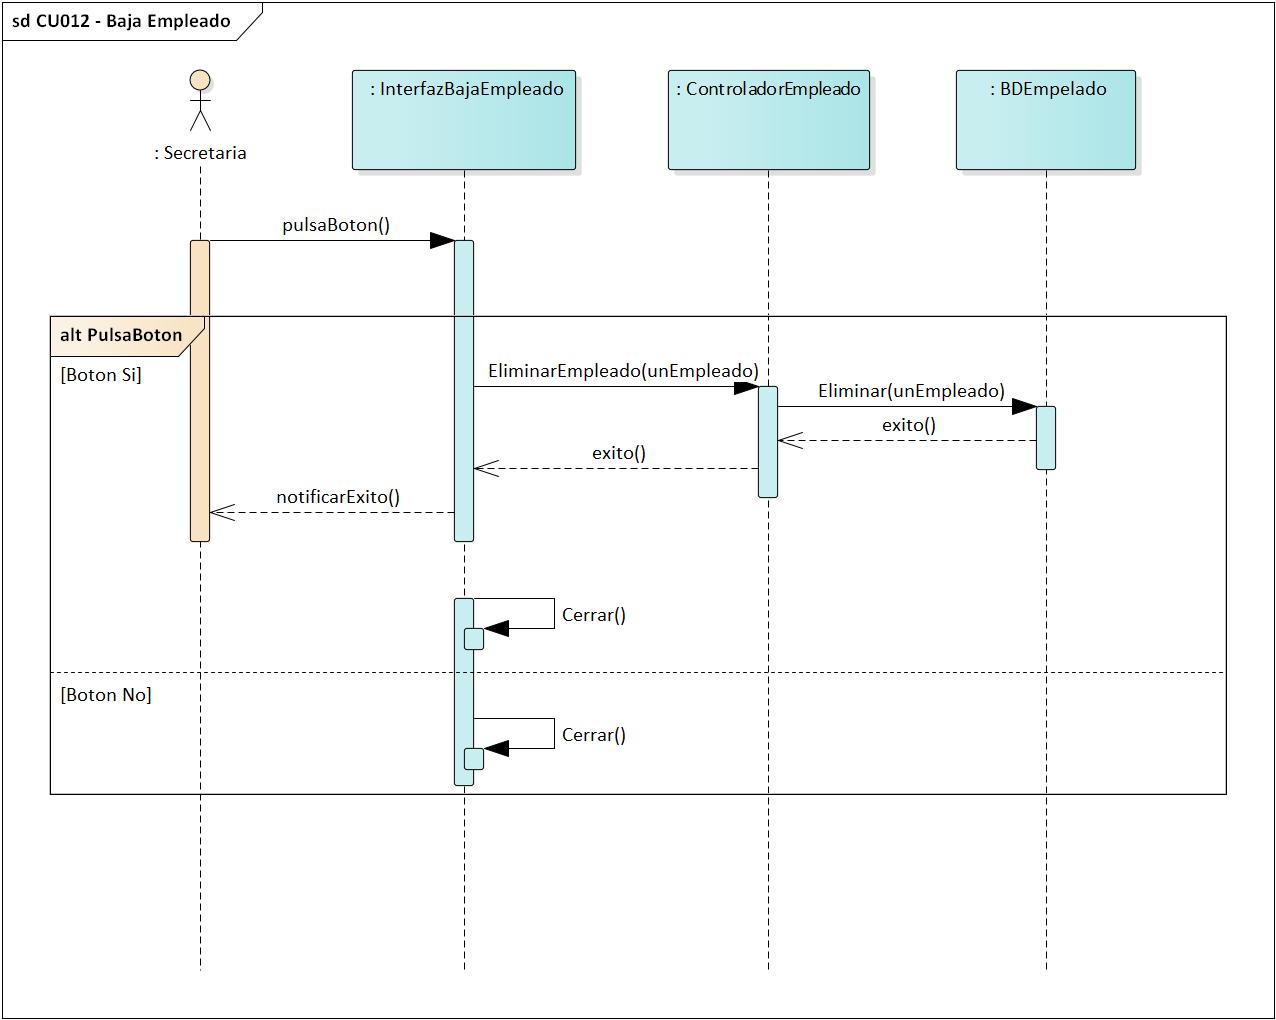 sd CU012 - Baja Empleado
: Secretaria
: InterfazBajaEmpleado
: ControladorEmpleado
: BDEmpelado
pulsaBoton()
alt PulsaBoton
[Boton Si]
EliminarEmpleado(unEmpleado)
Eliminar(unEmpleado)
exito()
exito()
notificarExito()
Cerrar()
[Boton No]
Cerrar()